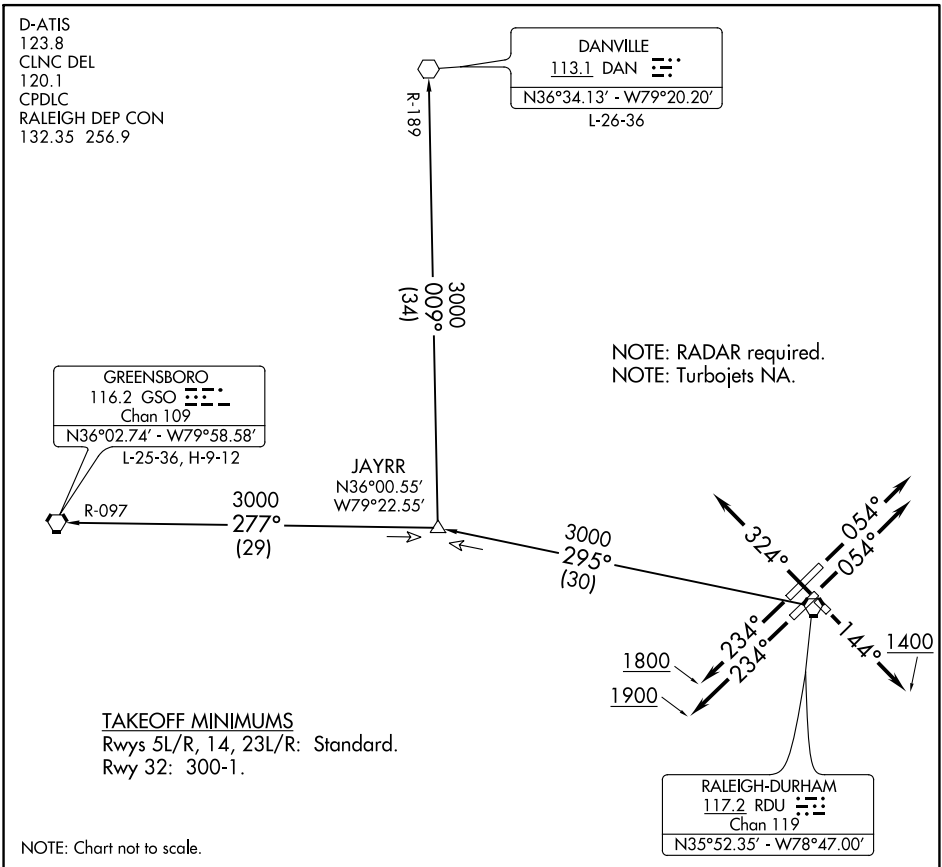 D-ATIS
123.8
CLNC DEL
120.1
CPDLC
RALEIGH DEP CON
132.35 256.9
DANVILLE
113.1 DAN
N36°34.13' - W79°20.20'
L-26-36
R-189
3000
009°
(34)
NOTE: RADAR required.
NOTE: Turbojets NA.
GREENSBORO
116.2 GSO
Chan 109
N36°02.74' - W79°58.58'
L-25-36, H-9-12
R-097
3000
277°
(29)
JAYRR
N36°00.55'
W79°22.55'
3000
295°
(30)
324°
054°
054°
234°
234°
144°
1400
1800
1900
TAKEOFF MINIMUMS
Rwys 5L/R, 14, 23L/R: Standard.
Rwy 32: 300-1.
RALEIGH-DURHAM
117.2 RDU
Chan 119
N35°52.35' - W78°47.00'
NOTE: Chart not to scale.